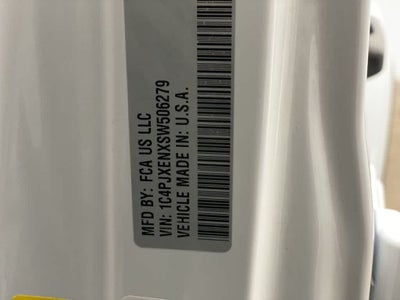 MFD BY: FCA US LLC
VIN: 1C4PJXENXSW506279
VEHICLE MADE IN: U.S.A.